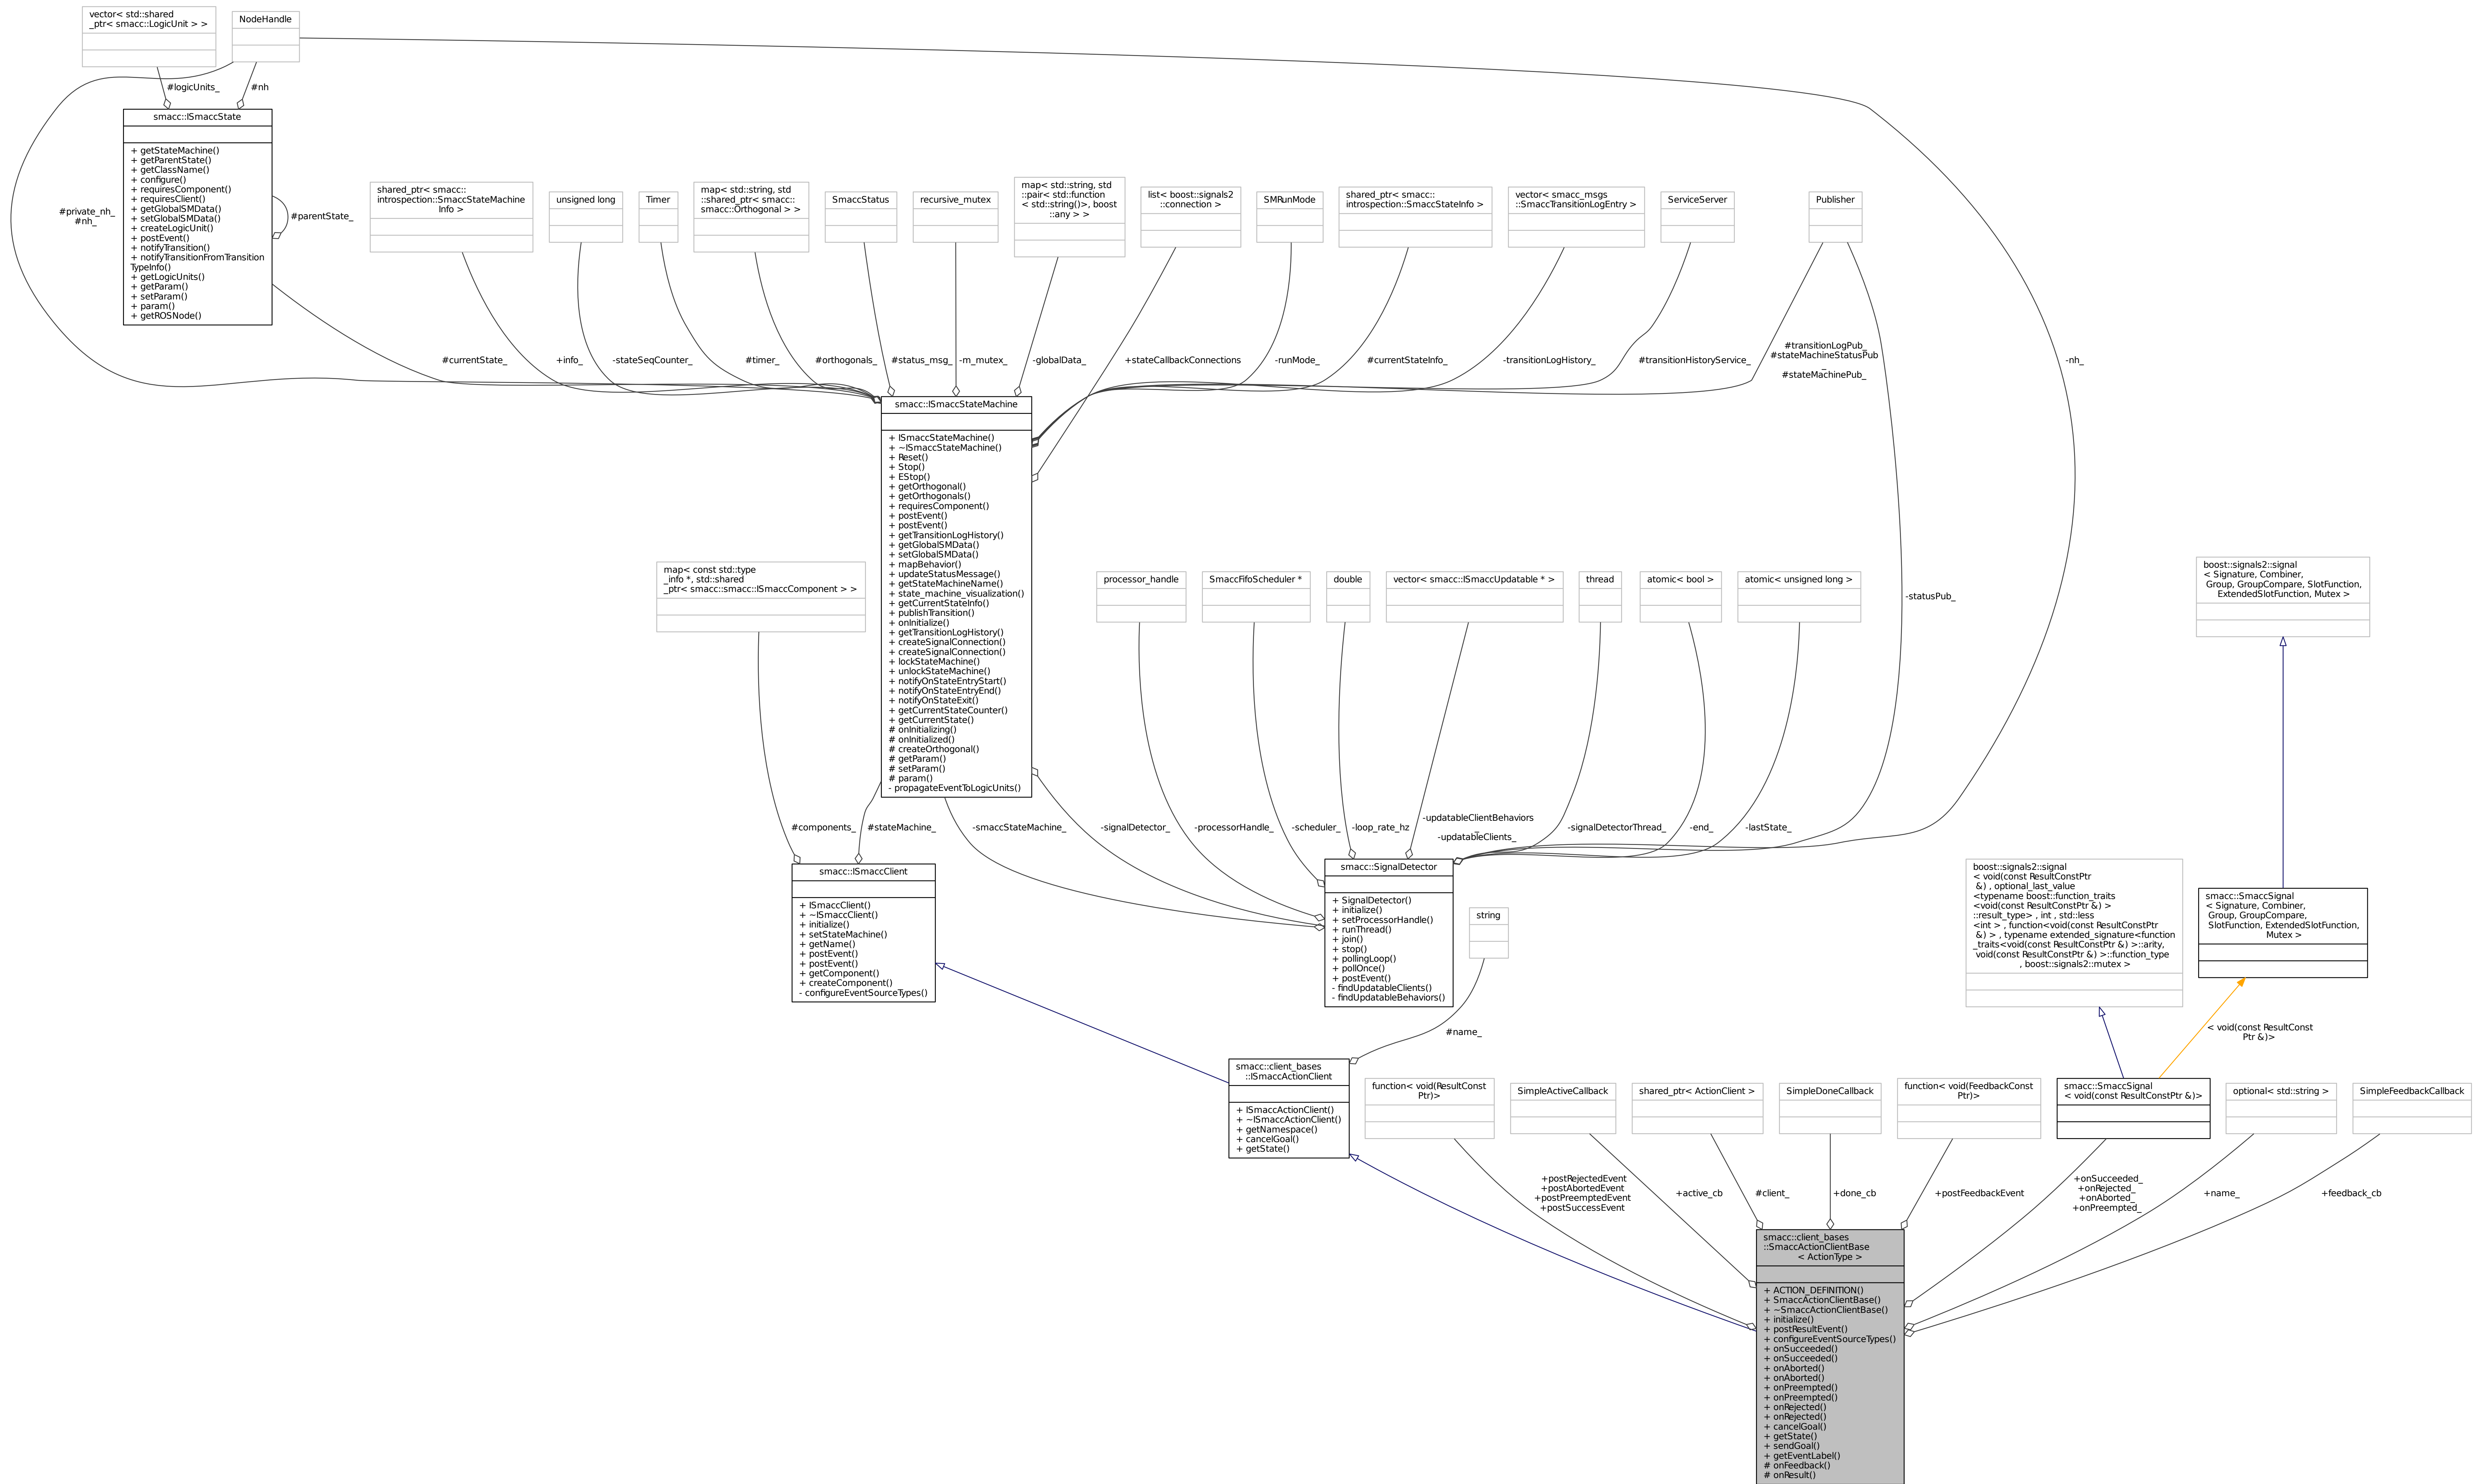 vector< std::shared
_ptr< smacc::LogicUnit > >
NodeHandle
#logicUnits_
#nh
smacc::ISmaccState
+ getStateMachine()
+ getParentState()
+ getClassName()
+ configure()
+ requiresComponent()
+ requiresClient()
+ getGlobalSMData()
+ setGlobalSMData()
+ createLogicUnit()
+ postEvent()
+ notifyTransition()
+ notifyTransitionFromTransition
TypeInfo()
+ getLogicUnits()
+ getParam()
+ setParam()
+ param()
+ getROSNode()
#private_nh_
#nh_
#parentState_
shared_ptr< smacc::
introspection::SmaccStateMachine
Info >
unsigned long
Timer
map< std::string, std
::shared_ptr< smacc::
smacc::Orthogonal > >
SmaccStatus
recursive_mutex
map< std::string, std
::pair< std::function
< std::string()>, boost
::any > >
list< boost::signals2
::connection >
SMRunMode
shared_ptr< smacc::
introspection::SmaccStateInfo >
vector< smacc_msgs
::SmaccTransitionLogEntry >
ServiceServer
Publisher
#currentState_
+info_
-stateSeqCounter_
#timer_
#orthogonals_
#status_msg_
-m_mutex_
-globalData_
+stateCallbackConnections
-runMode_
#currentStateInfo_
-transitionLogHistory_
#transitionHistoryService_
#transitionLogPub_
#stateMachineStatusPub
_
#stateMachinePub_
-nh_
smacc::ISmaccStateMachine
+ ISmaccStateMachine()
+ ~ISmaccStateMachine()
+ Reset()
+ Stop()
+ EStop()
+ getOrthogonal()
+ getOrthogonals()
+ requiresComponent()
+ postEvent()
+ postEvent()
+ getTransitionLogHistory()
+ getGlobalSMData()
+ setGlobalSMData()
+ mapBehavior()
+ updateStatusMessage()
+ getStateMachineName()
+ state_machine_visualization()
+ getCurrentStateInfo()
+ publishTransition()
+ onInitialize()
+ getTransitionLogHistory()
+ createSignalConnection()
+ createSignalConnection()
+ lockStateMachine()
+ unlockStateMachine()
+ notifyOnStateEntryStart()
+ notifyOnStateEntryEnd()
+ notifyOnStateExit()
+ getCurrentStateCounter()
+ getCurrentState()
# onInitializing()
# onInitialized()
# createOrthogonal()
# getParam()
# setParam()
# param()
- propagateEventToLogicUnits()
map< const std::type
_info *, std::shared
_ptr< smacc::smacc::ISmaccComponent > >
processor_handle
SmaccFifoScheduler *
double
vector< smacc::ISmaccUpdatable * >
thread
atomic< bool >
atomic< unsigned long >
-statusPub_
boost::signals2::signal
< Signature, Combiner,
Group, GroupCompare, SlotFunction,
ExtendedSlotFunction, Mutex >
#components_
#stateMachine_
-smaccStateMachine_
-signalDetector_
-processorHandle_
-scheduler_
-loop_rate_hz
-updatableClientBehaviors
_
-updatableClients_
-signalDetectorThread_
-end_
-lastState_
smacc::ISmaccClient
+ ISmaccClient()
+ ~ISmaccClient()
+ initialize()
+ setStateMachine()
+ getName()
+ postEvent()
+ postEvent()
+ getComponent()
+ createComponent()
- configureEventSourceTypes()
smacc::SignalDetector
+ SignalDetector()
+ initialize()
+ setProcessorHandle()
+ runThread()
+ join()
+ stop()
+ pollingLoop()
+ pollOnce()
+ postEvent()
- findUpdatableClients()
- findUpdatableBehaviors()
string
#name_
boost::signals2::signal
< void(const ResultConstPtr
&) , optional_last_value
<typename boost::function_traits
<void(const ResultConstPtr &) >
::result_type> , int , std::less
<int > , function<void(const ResultConstPtr
&) > , typename extended_signature<function
_traits<void(const ResultConstPtr &) >::arity,
void(const ResultConstPtr &) >::function_type
, boost::signals2::mutex >
smacc::SmaccSignal
< Signature, Combiner,
Group, GroupCompare,
SlotFunction, ExtendedSlotFunction,
Mutex >
< void(const ResultConst
Ptr &)>
smacc::client_bases
::ISmaccActionClient
+ ISmaccActionClient()
+ ~ISmaccActionClient()
+ getNamespace()
+ cancelGoal()
+ getState()
function< void(ResultConst
Ptr)>
SimpleActiveCallback
shared_ptr< ActionClient >
SimpleDoneCallback
function< void(FeedbackConst
Ptr)>
smacc::SmaccSignal
< void(const ResultConstPtr &)>
optional< std::string >
SimpleFeedbackCallback
+postRejectedEvent
+postAbortedEvent
+postPreemptedEvent
+postSuccessEvent
+active_cb
#client_
+done_cb
+postFeedbackEvent
+onSucceeded_
+onRejected_
+onAborted_
+onPreempted_
+name_
+feedback_cb
smacc::client_bases
::SmaccActionClientBase
< ActionType >
+ ACTION_DEFINITION()
+ SmaccActionClientBase()
+ ~SmaccActionClientBase()
+ initialize()
+ postResultEvent()
+ configureEventSourceTypes()
+ onSucceeded()
+ onSucceeded()
+ onAborted()
+ onAborted()
+ onPreempted()
+ onPreempted()
+ onRejected()
+ onRejected()
+ cancelGoal()
+ getState()
+ sendGoal()
+ getEventLabel()
# onFeedback()
# onResult()